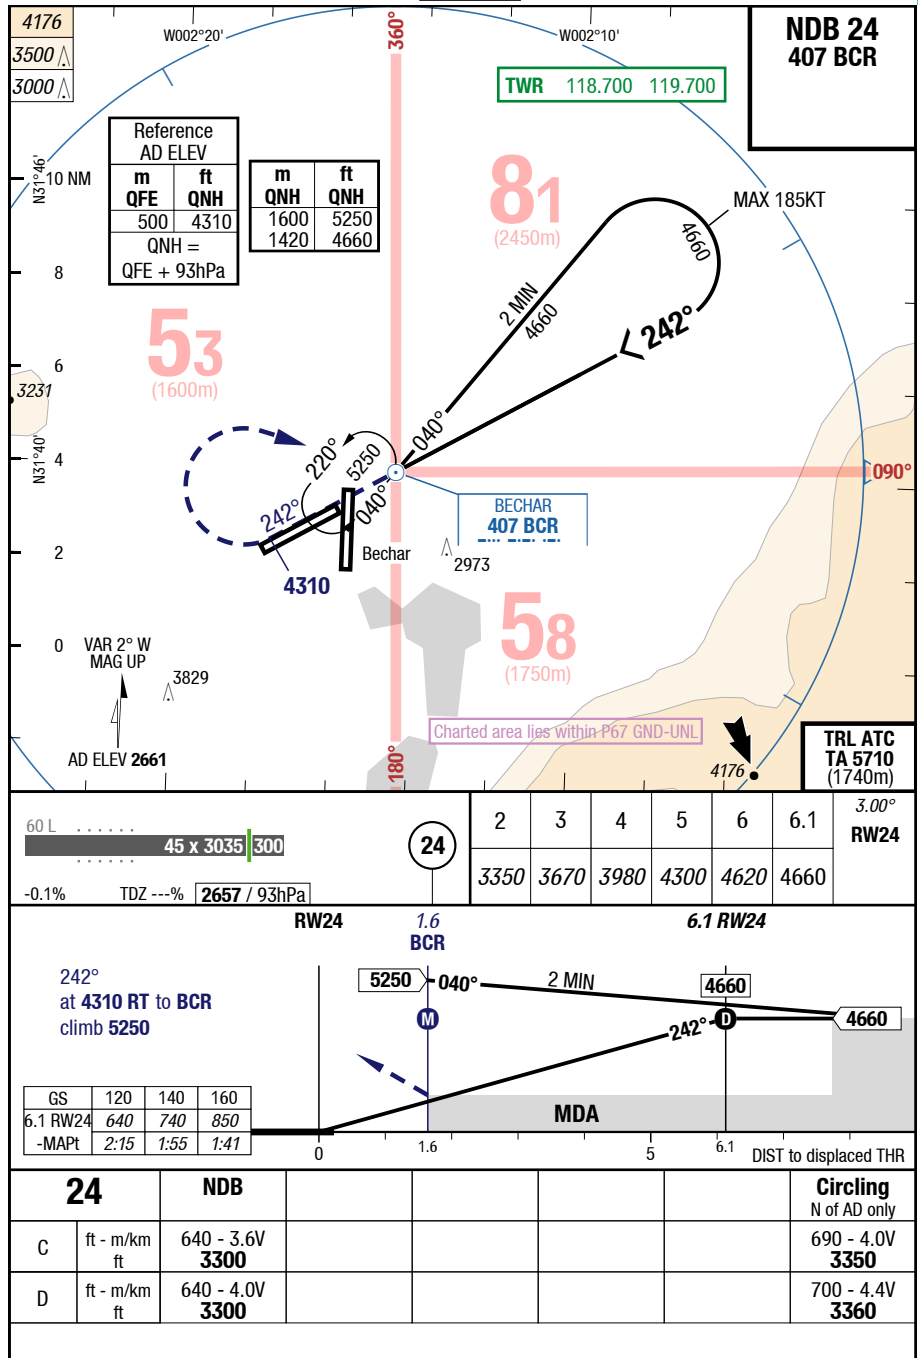 4176
3500
3000
W002°20'
360°
W002°10'
NDB 24
407 BCR
TWR 118.700 119.700
Reference
AD ELEV
m ft
QFE QNH
500 4310
QNH =
QFE + 93hPa
m ft
QNH QNH
1600 5250
1420 4660
N31°46'
10 NM
8
6
4
2
0
N31°40'
81
(2450m)
MAX 185KT
4660
2 MIN
4660
< 242°
53
(1600m)
3231
040°
220°
5250
040°
242°
090°
BECHAR
407 BCR
Bechar
4310
2973
58
(1750m)
VAR 2° W
MAG UP
3829
AD ELEV 2661
Charted area lies within P67 GND-UNL
180°
4176
TRL ATC
TA 5710
(1740m)
60 L
45 x 3035 300
-0.1% TDZ ---% 2657 / 93hPa
24
2 3 4 5 6 6.1
3350 3670 3980 4300 4620 4660
3.00°
RW24
RW24
1.6
BCR
6.1 RW24
242°
at 4310 RT to BCR
climb 5250
5250 040° 2 MIN 4660
M
242° D 4660
MDA
GS 120 140 160
6.1 RW24 640 740 850
-MAPt 2:15 1:55 1:41
0 1.6 5 6.1
DIST to displaced THR
24 NDB Circling
N of AD only
C ft - m/km 640 - 3.6V 690 - 4.0V
ft 3300 3350
D ft - m/km 640 - 4.0V 700 - 4.4V
ft 3300 3360